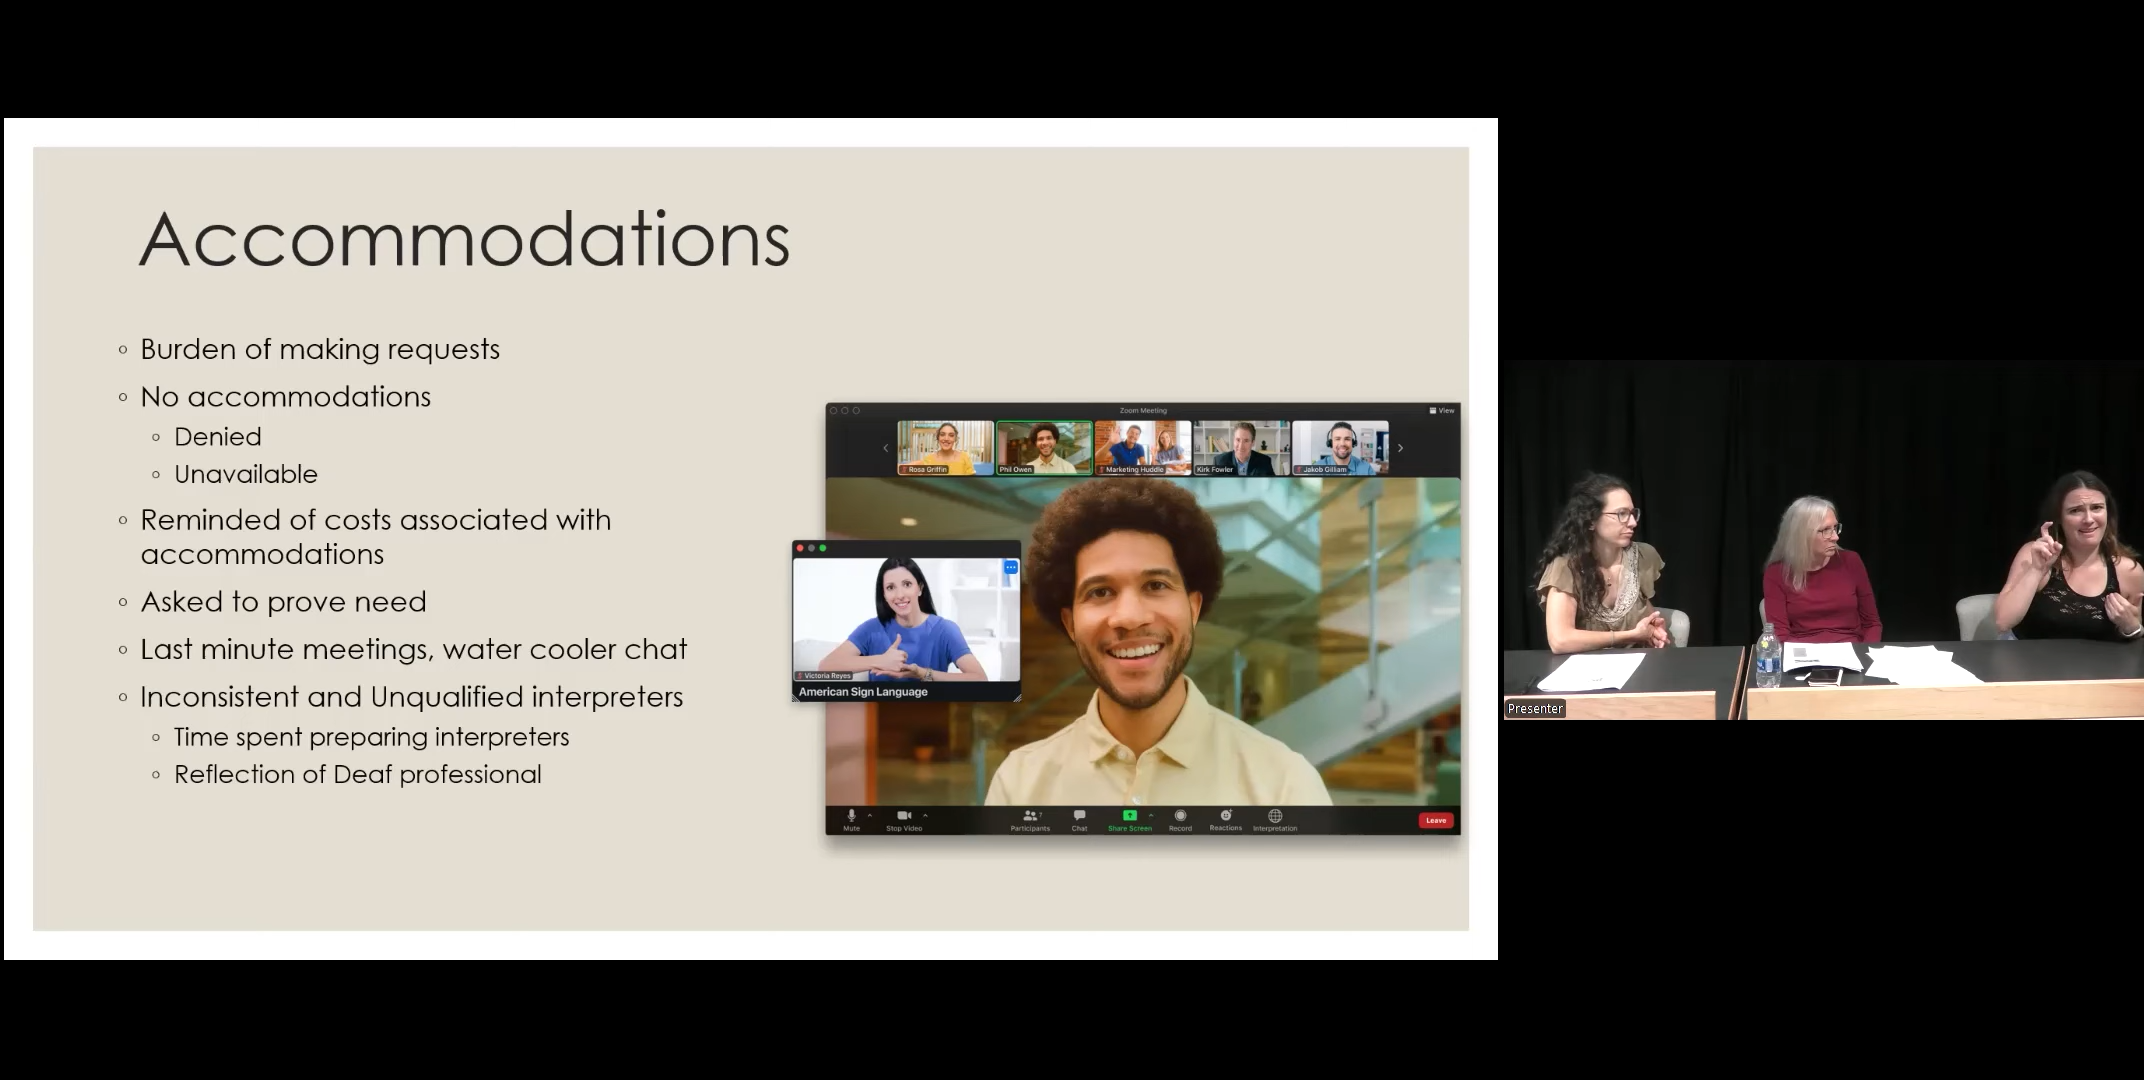 Accommodations
◦ Burden of making requests
◦ No accommodations
◦ Denied
◦ Unavailable
◦ Reminded of costs associated with
accommodations
◦ Asked to prove need
◦ Last minute meetings, water cooler chat
◦ Inconsistent and Unqualified interpreters
◦ Time spent preparing interpreters
◦ Reflection of Deaf professional
Zoom Meeting
View
Rosa Griffin
Phil Owen
Marketing Huddle
Kirk Fowler
Jakob Gilliam
Victoria Reyes
American Sign Language
Mute
Stop Video
Participants
7
Chat
Share Screen
Record
Reactions
Interpretation
Leave
Presenter